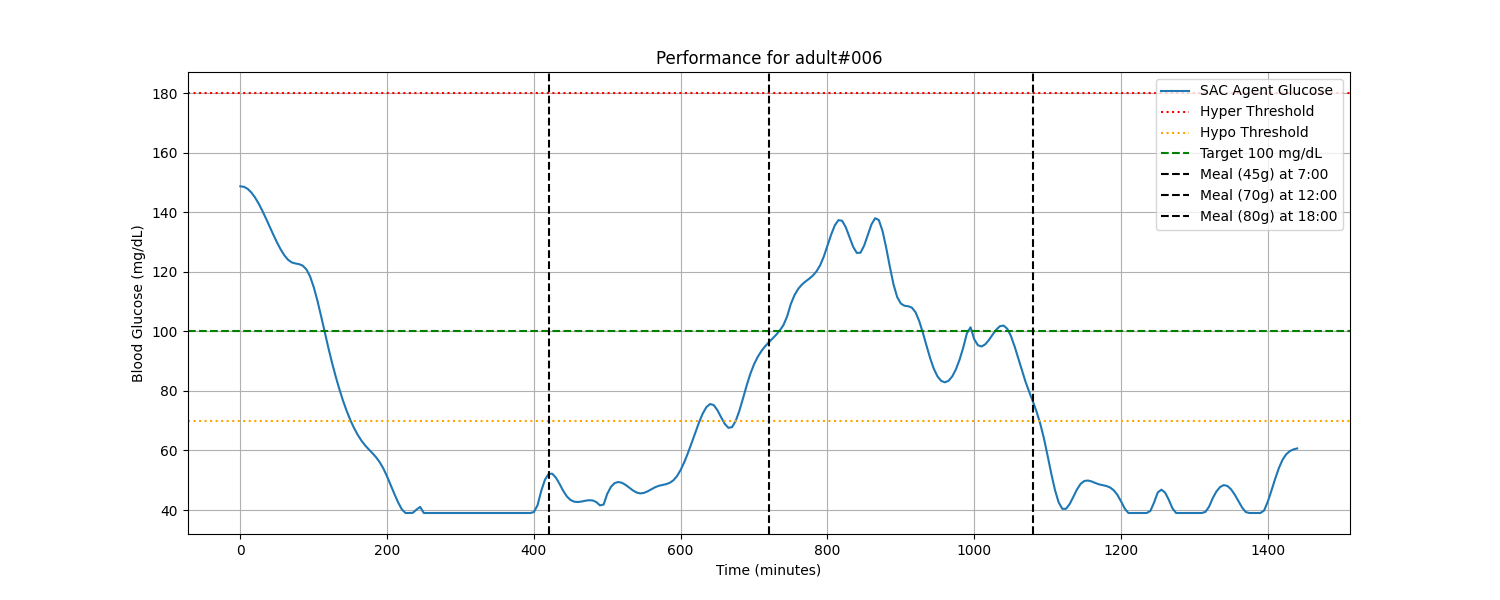 Performance for adult#006
Blood Glucose (mg/dL)
180
160
140
120
100
80
60
40
SAC Agent Glucose
Hyper Threshold
Hypo Threshold
Target 100 mg/dL
Meal (45g) at 7:00
Meal (70g) at 12:00
Meal (80g) at 18:00
0 200 400 600 800 1000 1200 1400
Time (minutes)